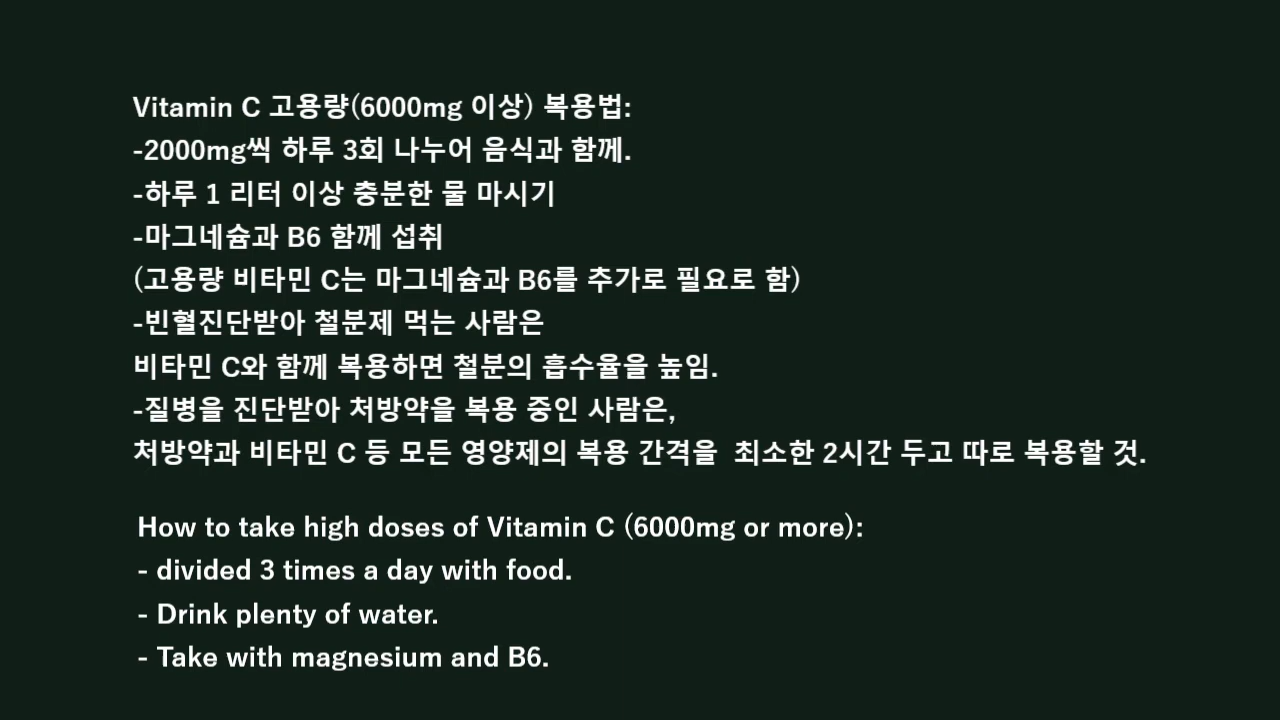 Vitamin C 고용량(6000mg 이상) 복용법:
-2000mg씩 하루 3회 나누어 음식과 함께.
-하루 1 리터 이상 충분한 물 마시기
-마그네슘과 B6 함께 섭취
(고용량 비타민 C는 마그네슘과 B6를 추가로 필요로 함)
-빈혈진단받아 철분제 먹는 사람은
비타민 C와 함께 복용하면 철분의 흡수율을 높임.
-질병을 진단받아 처방약을 복용 중인 사람은,
처방약과 비타민 C 등 모든 영양제의 복용 간격을  최소한 2시간 두고 따로 복용할 것.
How to take high doses of Vitamin C (6000mg or more):
- divided 3 times a day with food.
- Drink plenty of water.
- Take with magnesium and B6.